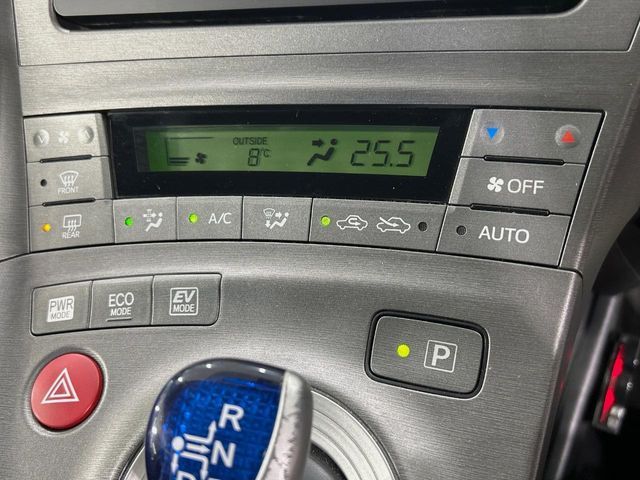 OUTSIDE
8°C 25.5
FRONT
OFF
REAR
A/C
AUTO
PWR MODE
ECO MODE
EV MODE
P
R
N